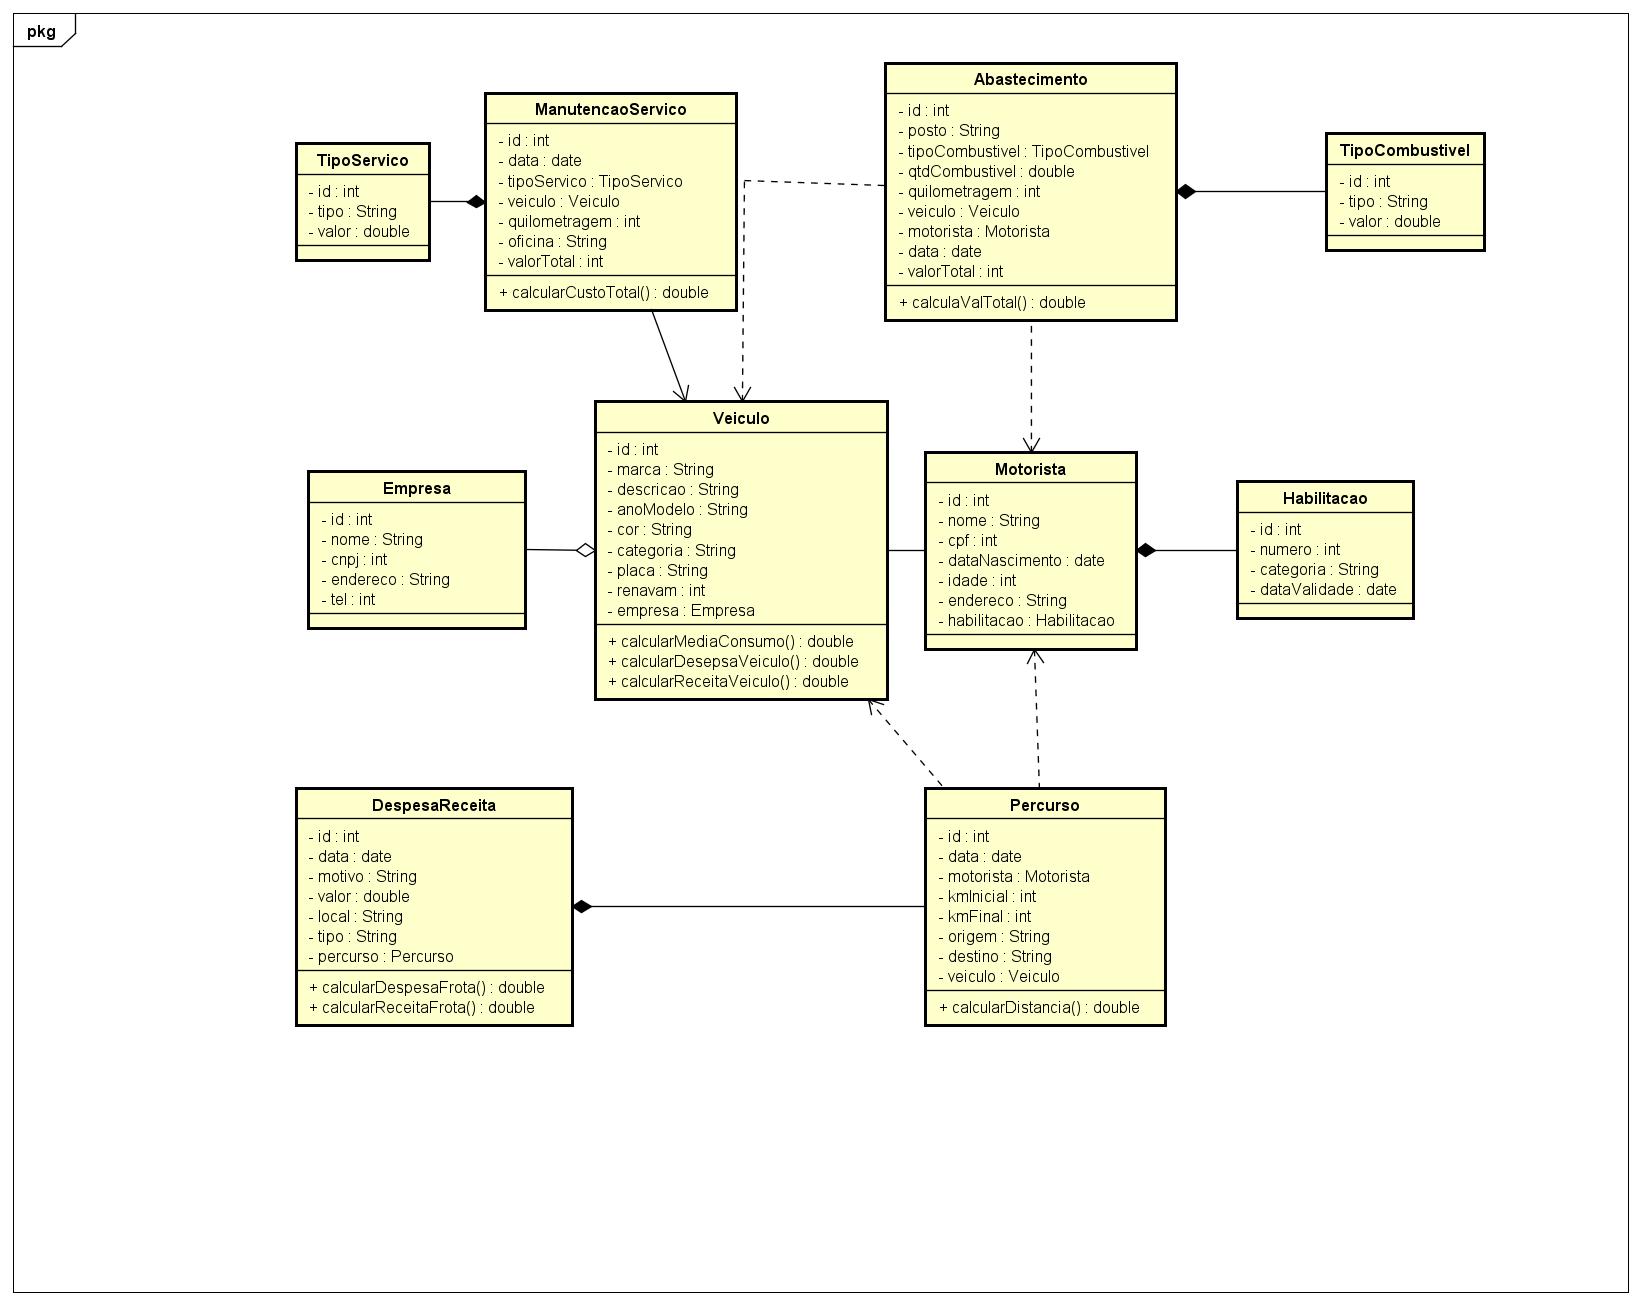 pkg
TipoServico
- id : int
- tipo : String
- valor : double
ManutencaoServico
- id : int
- data : date
- tipoServico : TipoServico
- veiculo : Veiculo
- quilometragem : int
- oficina : String
- valorTotal : int
+ calcularCustoTotal() : double
Abastecimento
- id : int
- posto : String
- tipoCombustivel : TipoCombustivel
- qtdCombustivel : double
- quilometragem : int
- veiculo : Veiculo
- motorista : Motorista
- data : date
- valorTotal : int
+ calculaValTotal() : double
TipoCombustivel
- id : int
- tipo : String
- valor : double
Empresa
- id : int
- nome : String
- cnpj : int
- endereco : String
- tel : int
Veiculo
- id : int
- marca : String
- descricao : String
- anoModelo : String
- cor : String
- categoria : String
- placa : String
- renavam : int
- empresa : Empresa
+ calcularMediaConsumo() : double
+ calcularDesepsaVeiculo() : double
+ calcularReceitaVeiculo() : double
Motorista
- id : int
- nome : String
- cpf : int
- dataNascimento : date
- idade : int
- endereco : String
- habilitacao : Habilitacao
Habilitacao
- id : int
- numero : int
- categoria : String
- dataValidade : date
DespesaReceita
- id : int
- data : date
- motivo : String
- valor : double
- local : String
- tipo : String
- percurso : Percurso
+ calcularDespesaFrota() : double
+ calcularReceitaFrota() : double
Percurso
- id : int
- data : date
- motorista : Motorista
- kmInicial : int
- kmFinal : int
- origem : String
- destino : String
- veiculo : Veiculo
+ calcularDistancia() : double